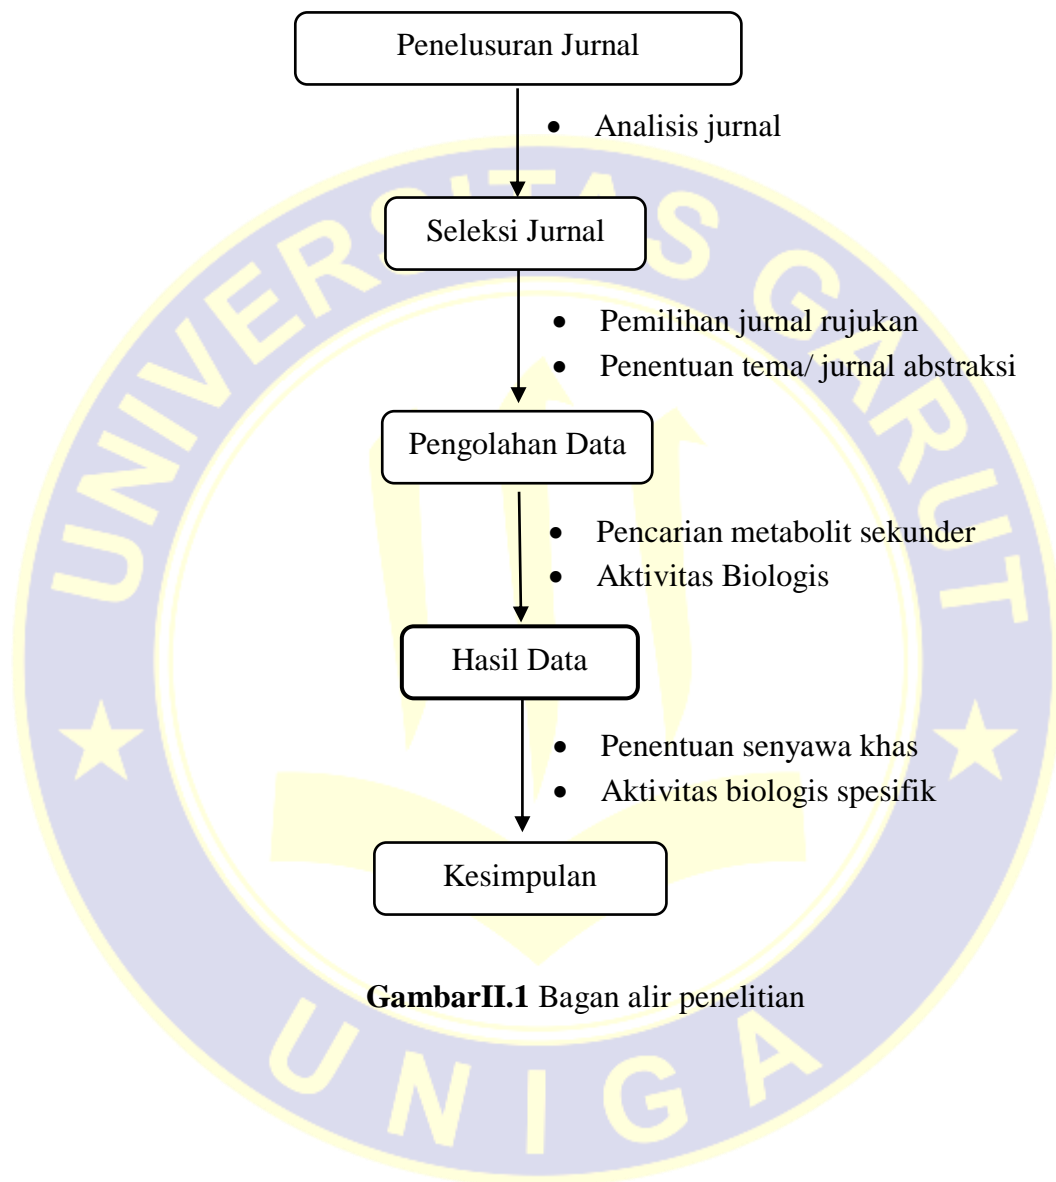 Penelusuran Jurnal
• Analisis jurnal
Seleksi Jurnal
• Pemilihan jurnal rujukan
• Penentuan tema/ jurnal abstraksi
Pengolahan Data
• Pencarian metabolit sekunder
• Aktivitas Biologis
Hasil Data
• Penentuan senyawa khas
• Aktivitas biologis spesifik
Kesimpulan
GambarII.1 Bagan alir penelitian
UNIVERSITAS GARUT
UNIGA